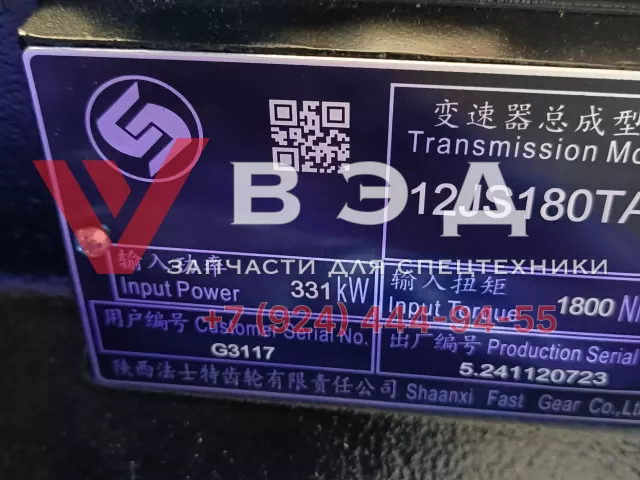 变速器总成型
Transmission Mo
12JS180TA
ВЭД
ЗАПЧАСТИ ДЛЯ СПЕЦТЕХНИКИ
+7 (924) 444-94-55
输入功率
Input Power 331kW
输入扭矩
Input Torque 1800 N
用户编号 Customer Serial No.
G3117
出厂编号 Production Serial
5.241120723
陕西法士特齿轮有限责任公司 Shaanxi Fast Gear Co.,Lt